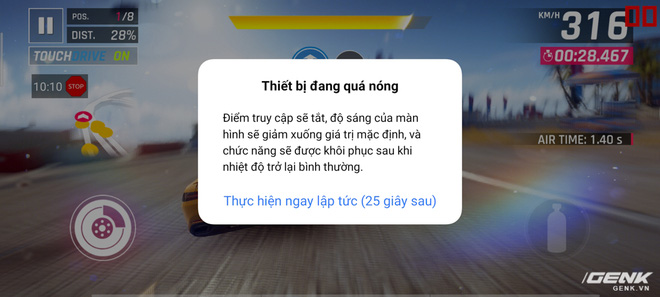 POS. 1/8
DIST. 28%
TOUCHDRIVE ON
10:10 STOP
KM/H 316
00:28.467
AIR TIME: 1.40 s
Thiết bị đang quá nóng
Điểm truy cập sẽ tắt, độ sáng của màn
hình sẽ giảm xuống giá trị mặc định, và
chức năng sẽ được khôi phục sau khi
nhiệt độ trở lại bình thường.
Thực hiện ngay lập tức (25 giây sau)
GENK
GENK.VN